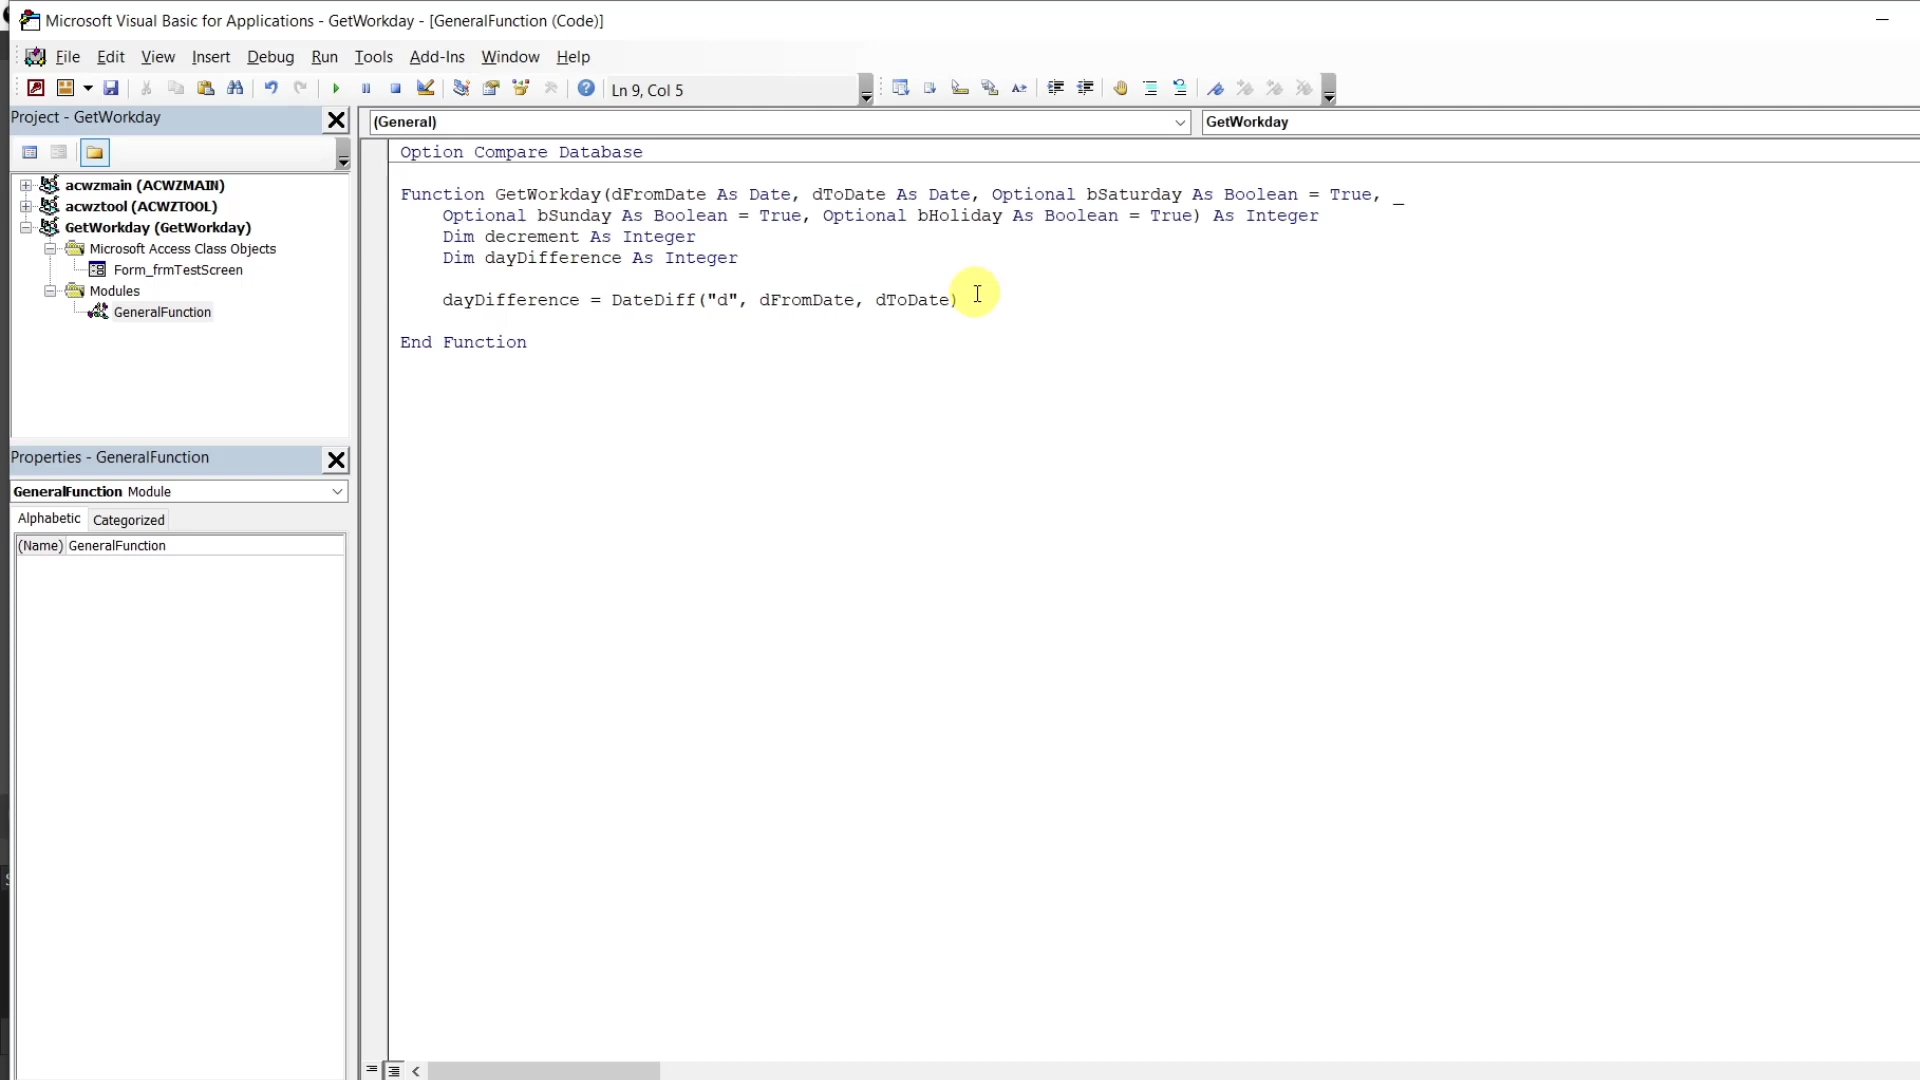 Microsoft Visual Basic for Applications - GetWorkday - [GeneralFunction (Code)]
File Edit View Insert Debug Run Tools Add-Ins Window Help
Ln 9, Col 5
Project - GetWorkday
(General)
GetWorkday
acwzmain (ACWZMAIN)
acwztool (ACWZTOOL)
GetWorkday (GetWorkday)
Microsoft Access Class Objects
Form_frmTestScreen
Modules
GeneralFunction
Properties - GeneralFunction
GeneralFunction Module
Alphabetic Categorized
(Name) GeneralFunction
Option Compare Database
Function GetWorkday(dFromDate As Date, dToDate As Date, Optional bSaturday As Boolean = True, _
Optional bSunday As Boolean = True, Optional bHoliday As Boolean = True) As Integer
Dim decrement As Integer
Dim dayDifference As Integer
dayDifference = DateDiff("d", dFromDate, dToDate)
End Function